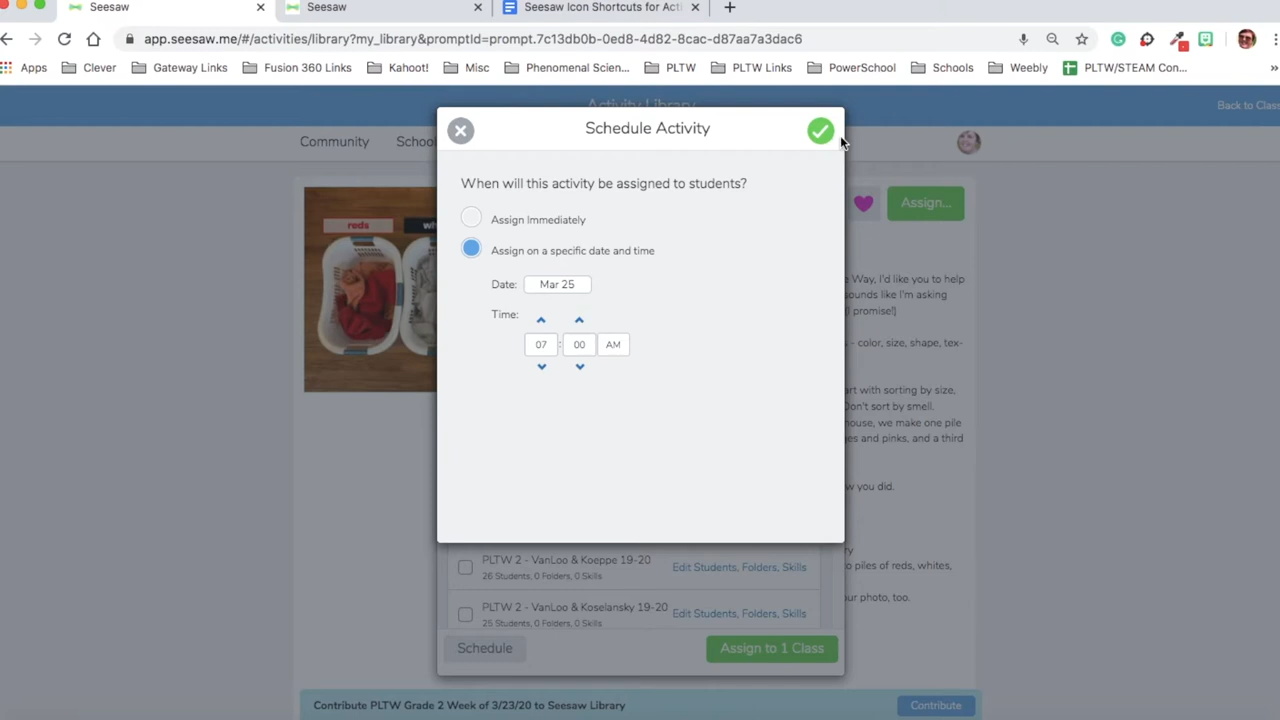 Seesaw
Seesaw
Seesaw Icon Shortcuts for Acti
app.seesaw.me/#/activities/library?my_library&promptId=prompt.7c13db0b-0ed8-4d82-8cac-d87aa7a3dac6
Apps
Clever
Gateway Links
Fusion 360 Links
Kahoot!
Misc
Phenomenal Scien...
PLTW
PLTW Links
PowerSchool
Schools
Weebly
PLTW/STEAM Con...
Activity Library
Back to Class
Community
School
Schedule Activity
When will this activity be assigned to students?
Assign Immediately
Assign on a specific date and time
Date: Mar 25
Time:
07 : 00 AM
reds
wh
Assign...
e Way, I'd like you to help
sounds like I'm asking
(I promise!)
- color, size, shape, tex-
art with sorting by size,
Don't sort by smell.
house, we make one pile
ges and pinks, and a third
w you did.
ry
o piles of reds, whites,
ur photo, too.
PLTW 2 - VanLoo & Koeppe 19-20
26 Students, 0 Folders, 0 Skills
Edit Students, Folders, Skills
PLTW 2 - VanLoo & Koselansky 19-20
25 Students, 0 Folders, 0 Skills
Edit Students, Folders, Skills
Schedule
Assign to 1 Class
Contribute PLTW Grade 2 Week of 3/23/20 to Seesaw Library
Contribute